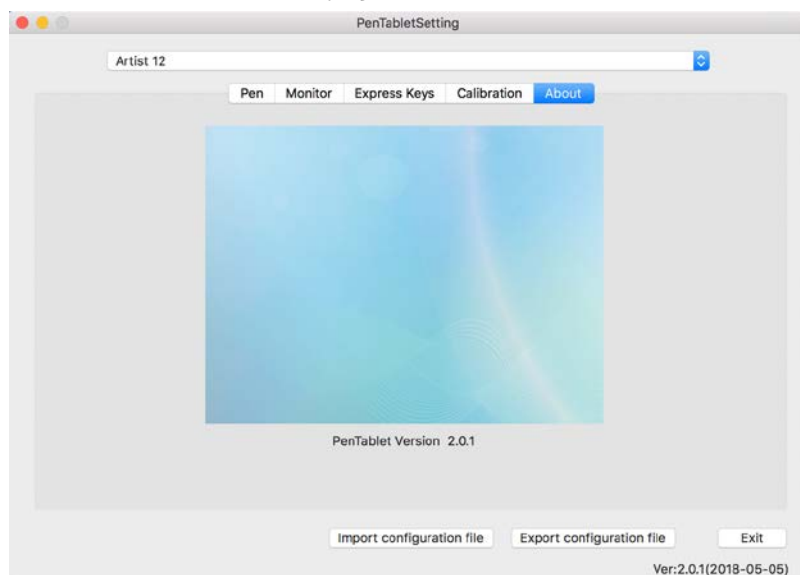 PenTabletSetting
Artist 12
Pen Monitor Express Keys Calibration About
PenTablet Version 2.0.1
Import configuration file Export configuration file Exit
Ver:2.0.1(2018-05-05)